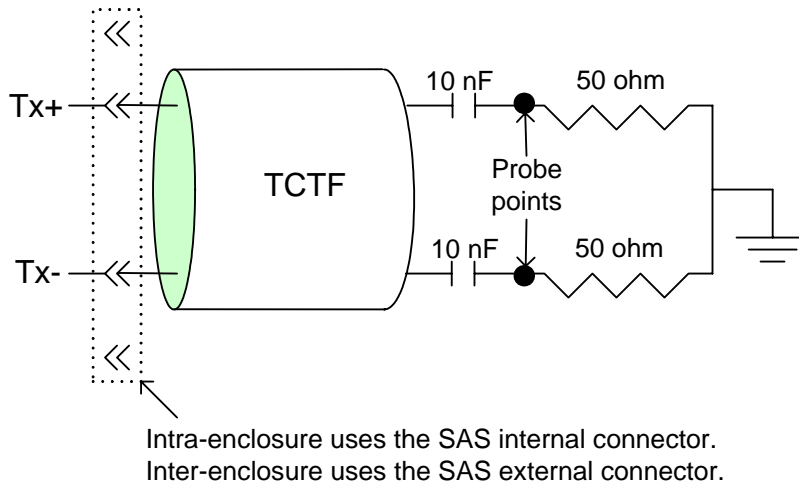 10 nF
50 ohm
Tx+
TCTF
Probe
points
10 nF
50 ohm
Tx-
Intra-enclosure uses the SAS internal connector.
Inter-enclosure uses the SAS external connector.